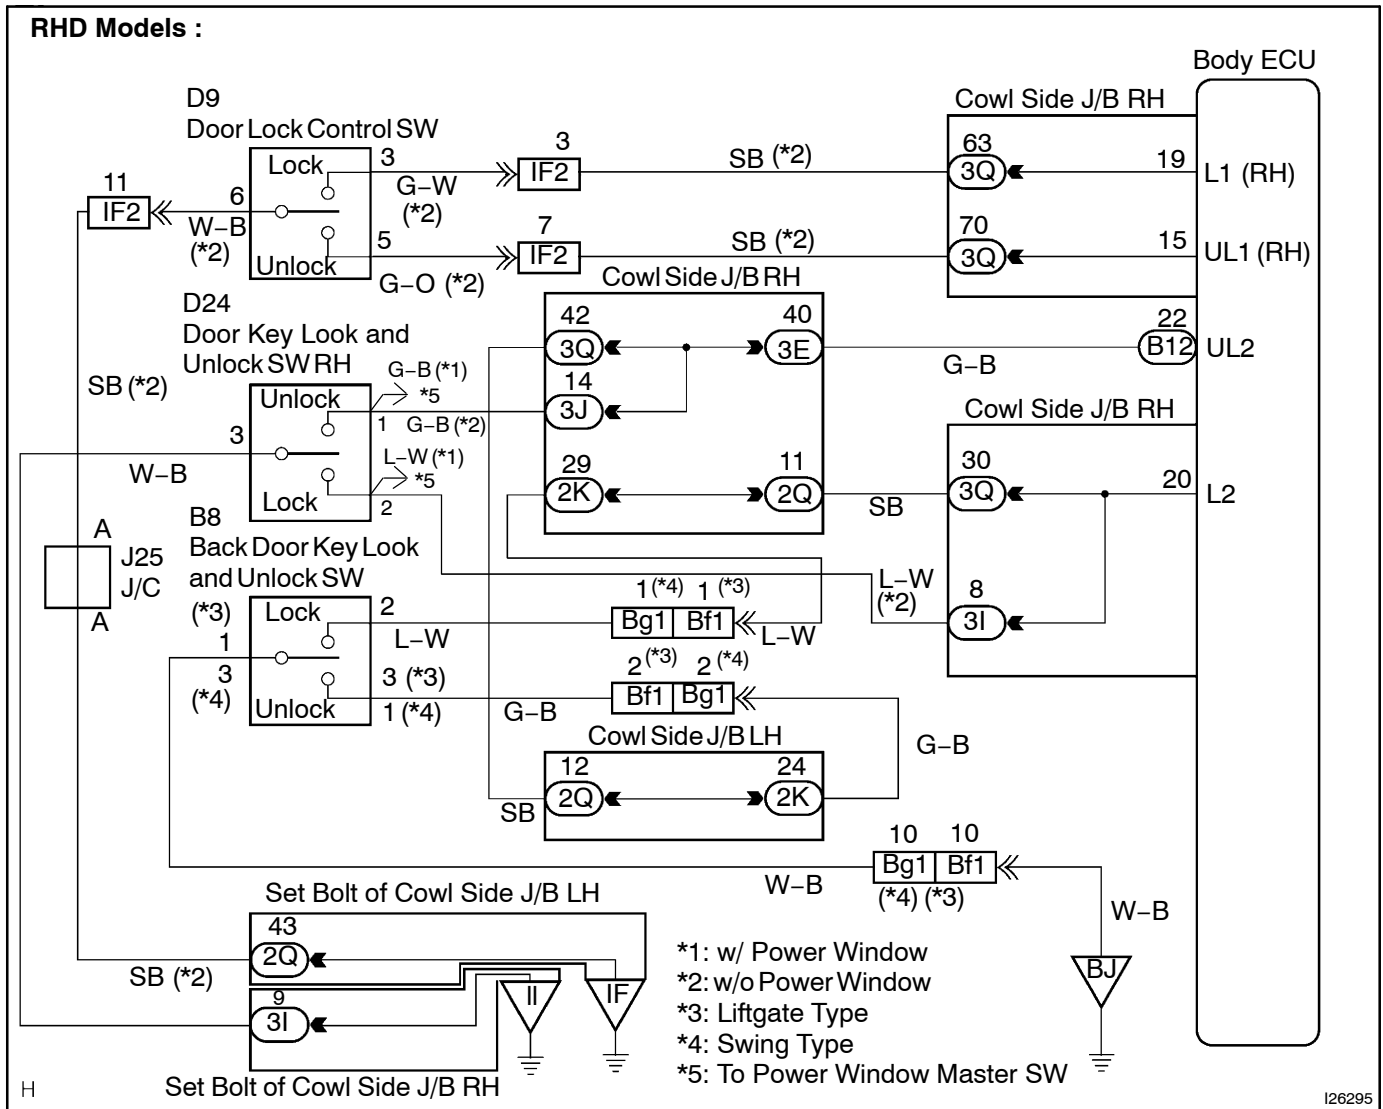 RHD Models :
Body ECU
D9
Door Lock Control SW
Cowl Side J/B RH
Lock
3
G-W
(*2)
3
IF2
SB (*2)
63
3Q
19
L1 (RH)
11
IF2
6
W-B
(*2)
Unlock
5
G-O (*2)
7
IF2
SB (*2)
70
3Q
15
UL1 (RH)
Cowl Side J/B RH
D24
Door Key Look and
Unlock SW RH
42
3Q
40
3E
G-B
22
B12
UL2
SB (*2)
Unlock
G-B (*1)
*5
1
G-B (*2)
14
3J
Cowl Side J/B RH
3
W-B
Lock
L-W (*1)
*5
2
29
2K
11
2Q
SB
30
3Q
20
L2
B8
Back Door Key Look
and Unlock SW
A
J25
J/C
A
(*3)
1
3
(*4)
Lock
2
L-W
1 (*4)
1 (*3)
Bg1
Bf1
L-W
L-W
(*2)
8
3I
Unlock
3 (*3)
1 (*4)
G-B
2 (*3)
2 (*4)
Bf1
Bg1
G-B
Cowl Side J/B LH
SB
12
2Q
24
2K
W-B
10
10
Bg1
Bf1
(*4) (*3)
W-B
BJ
Set Bolt of Cowl Side J/B LH
43
2Q
SB (*2)
IF
9
3I
II
Set Bolt of Cowl Side J/B RH
*1: w/ Power Window
*2: w/o Power Window
*3: Liftgate Type
*4: Swing Type
*5: To Power Window Master SW
H
I26295